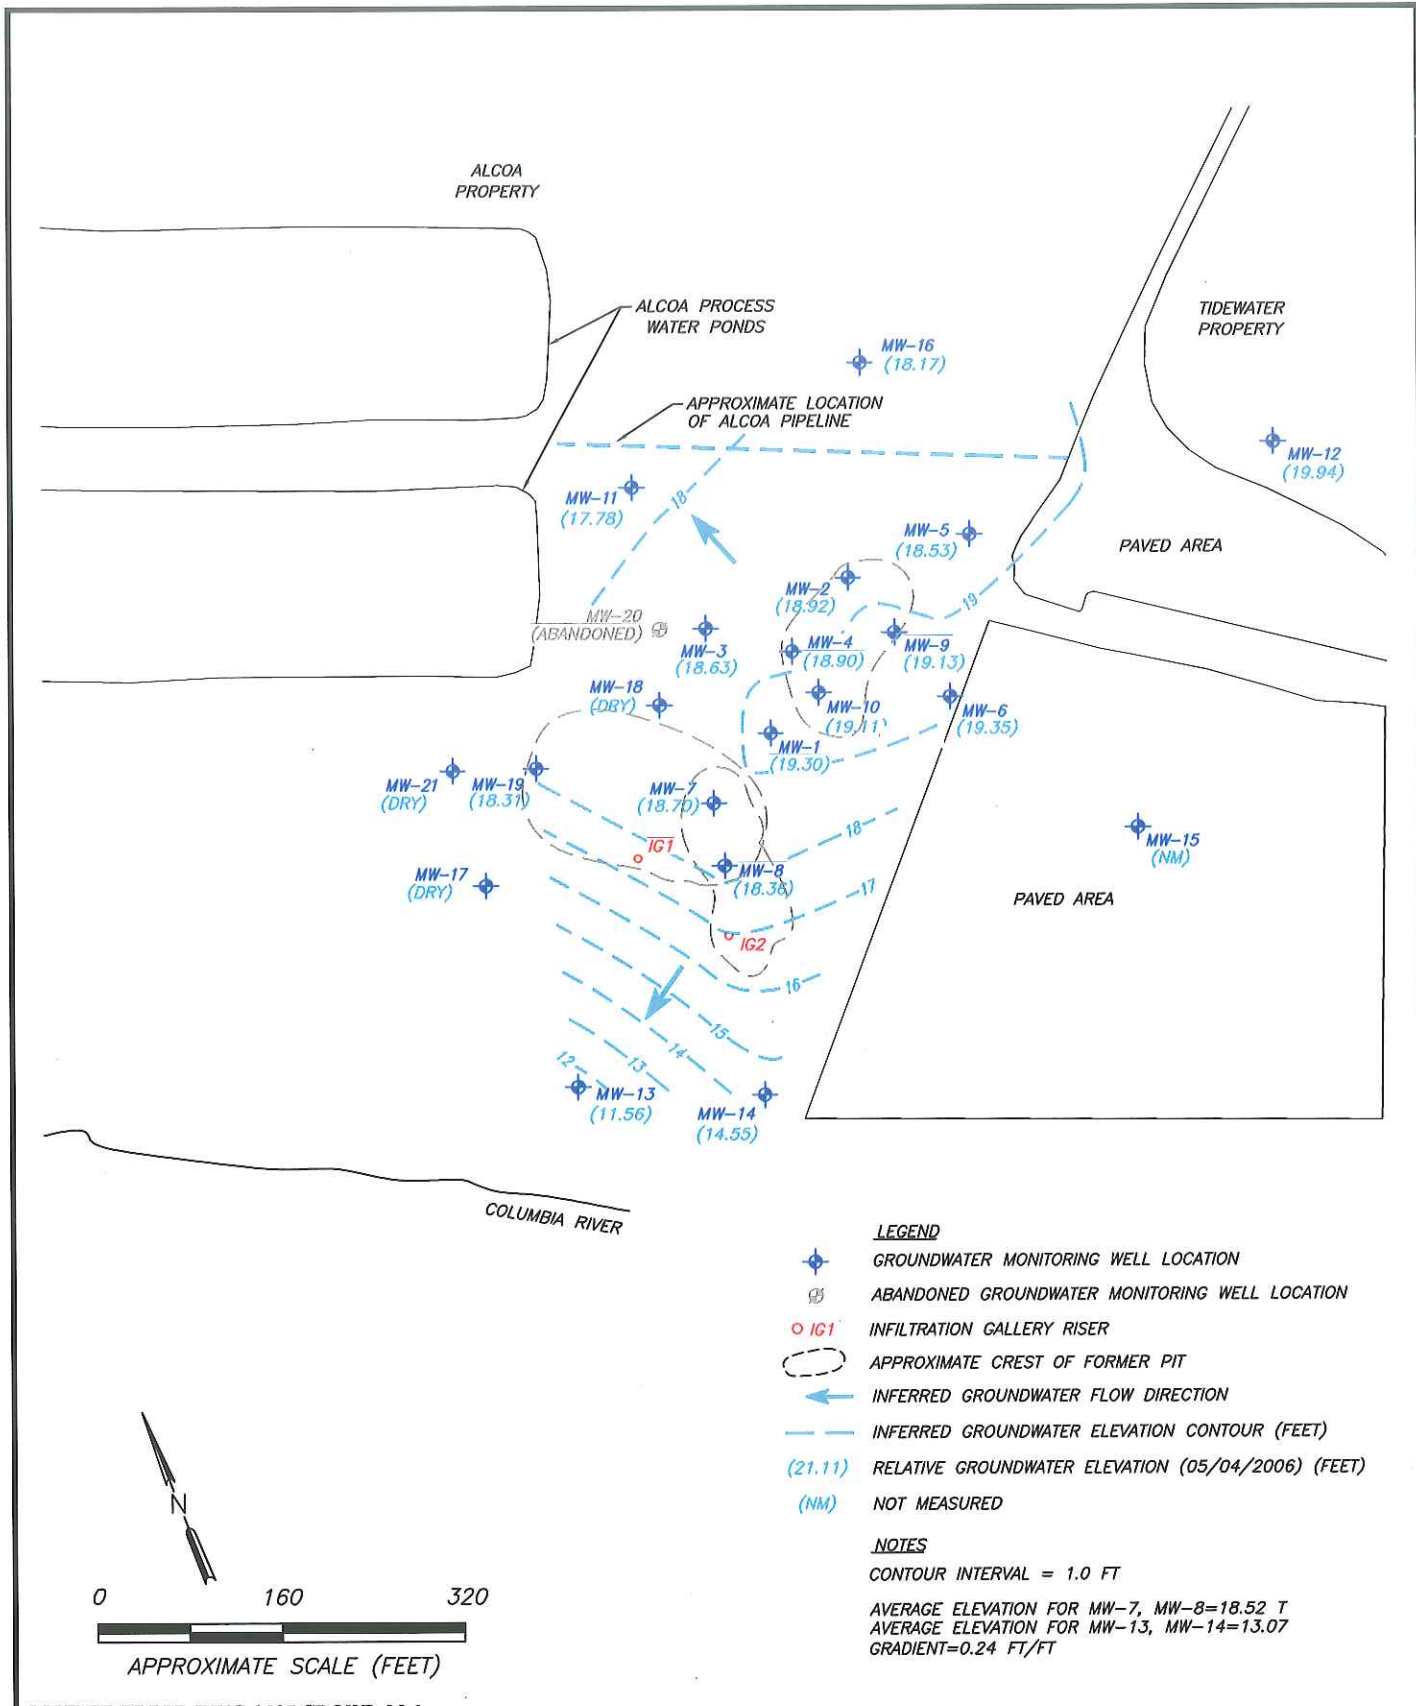 ALCOA
PROPERTY
ALCOA PROCESS
WATER PONDS
TIDEWATER
PROPERTY
MW-16
(18.17)
APPROXIMATE LOCATION
OF ALCOA PIPELINE
MW-12
(19.94)
MW-11
(17.78)
18
MW-5
(18.53)
PAVED AREA
MW-2
(18.92)
19
MW-20
(ABANDONED)
MW-3
(18.63)
MW-4
(18.90)
MW-9
(19.13)
MW-18
(DRY)
MW-10
(19.11)
MW-6
(19.35)
MW-1
(19.30)
MW-21
(DRY)
MW-19
(18.31)
MW-7
(18.70)
18
MW-15
(NM)
IG1
MW-8
(18.36)
MW-17
(DRY)
17
PAVED AREA
IG2
16
15
14
13
12
MW-13
(11.56)
MW-14
(14.55)
COLUMBIA RIVER
LEGEND
GROUNDWATER MONITORING WELL LOCATION
ABANDONED GROUNDWATER MONITORING WELL LOCATION
IG1 INFILTRATION GALLERY RISER
APPROXIMATE CREST OF FORMER PIT
INFERRED GROUNDWATER FLOW DIRECTION
INFERRED GROUNDWATER ELEVATION CONTOUR (FEET)
(21.11) RELATIVE GROUNDWATER ELEVATION (05/04/2006) (FEET)
(NM) NOT MEASURED
NOTES
CONTOUR INTERVAL = 1.0 FT
AVERAGE ELEVATION FOR MW-7, MW-8=18.52 T
AVERAGE ELEVATION FOR MW-13, MW-14=13.07
GRADIENT=0.24 FT/FT
N
0 160 320
APPROXIMATE SCALE (FEET)